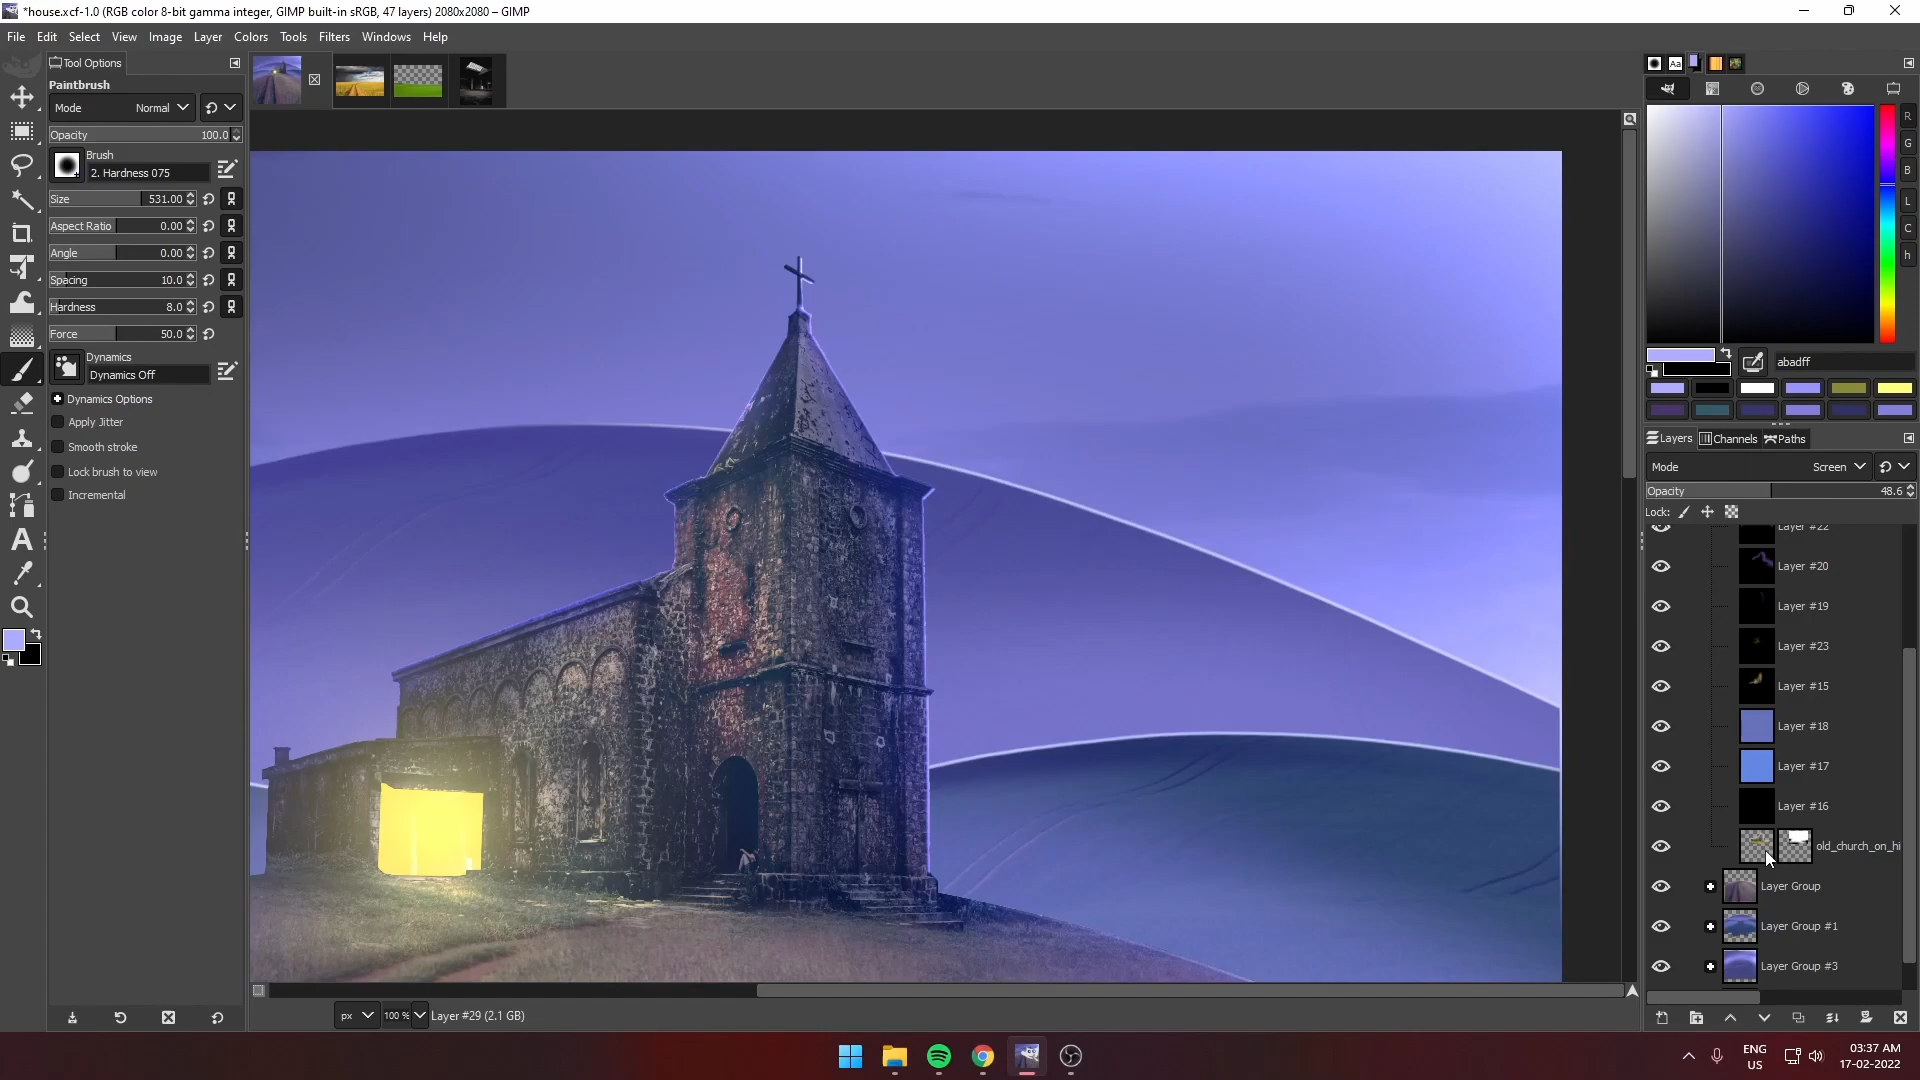 *house.xcf-1.0 (RGB color 8-bit gamma integer, GIMP built-in sRGB, 47 layers) 2080x2080 – GIMP
File Edit Select View Image Layer Colors Tools Filters Windows Help
Tool Options
Paintbrush
Mode Normal
Opacity 100.0
Brush
2. Hardness 075
Size 531.00
Aspect Ratio 0.00
Angle 0.00
Spacing 10.0
Hardness 8.0
Force 50.0
Dynamics
Dynamics Off
Dynamics Options
Apply Jitter
Smooth stroke
Lock brush to view
Incremental
px 100 % Layer #29 (2.1 GB)
Aa
R
G
B
L
C
h
abadff
Layers Channels Paths
Mode Screen
Opacity 48.6
Lock:
Layer #22
Layer #20
Layer #19
Layer #23
Layer #15
Layer #18
Layer #17
Layer #16
old_church_on_hi
Layer Group
Layer Group #1
Layer Group #3
ENG
US
03:37 AM
17-02-2022